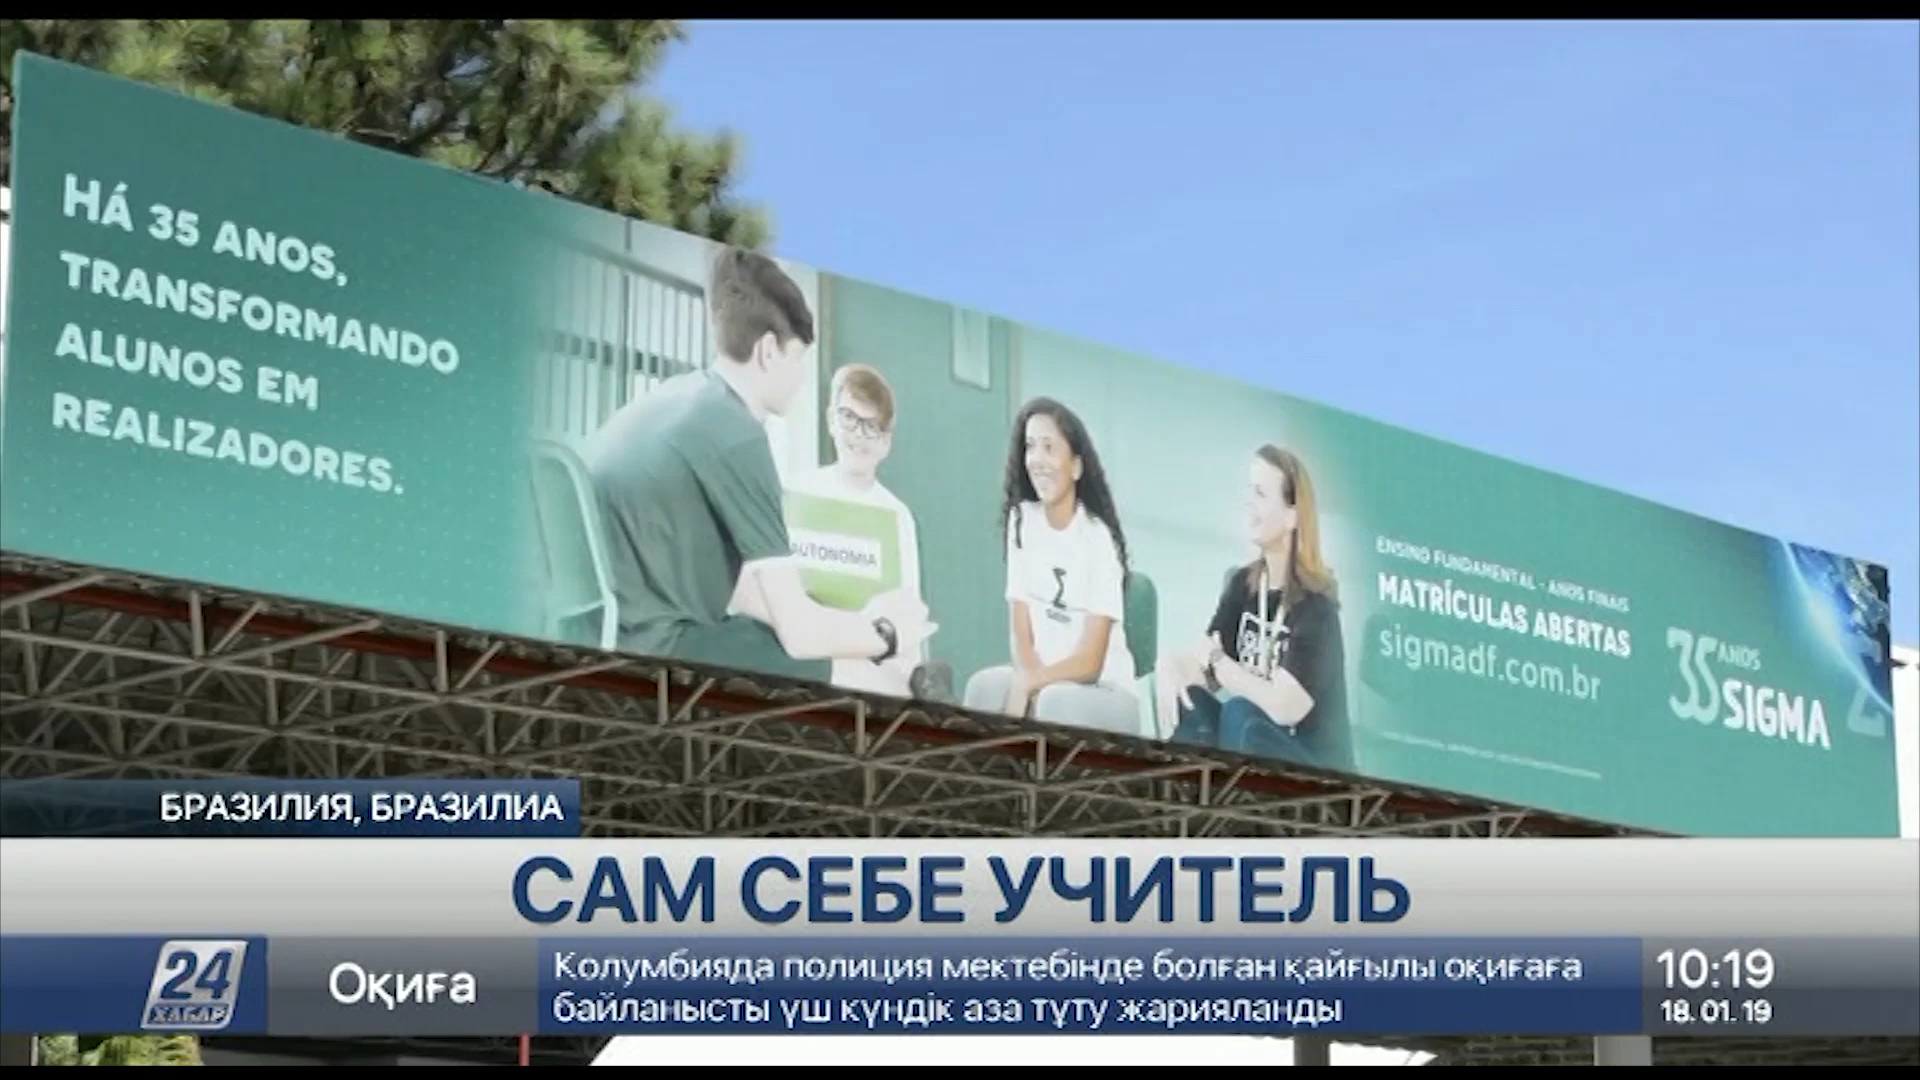 HÁ 35 ANOS,
TRANSFORMANDO
ALUNOS EM
REALIZADORES.
AUTONOMIA
ENSINO FUNDAMENTAL - ANOS FINAIS
MATRÍCULAS ABERTAS
sigmadf.com.br
35 ANOS
SIGMA
БРАЗИЛИЯ, БРАЗИЛИА
САМ СЕБЕ УЧИТЕЛЬ
24
ХАБАР
Оқиға
Колумбияда полиция мектебінде болған қайғылы оқиғаға
байланысты үш күндік аза тұту жарияланды
10:19
18.01.19